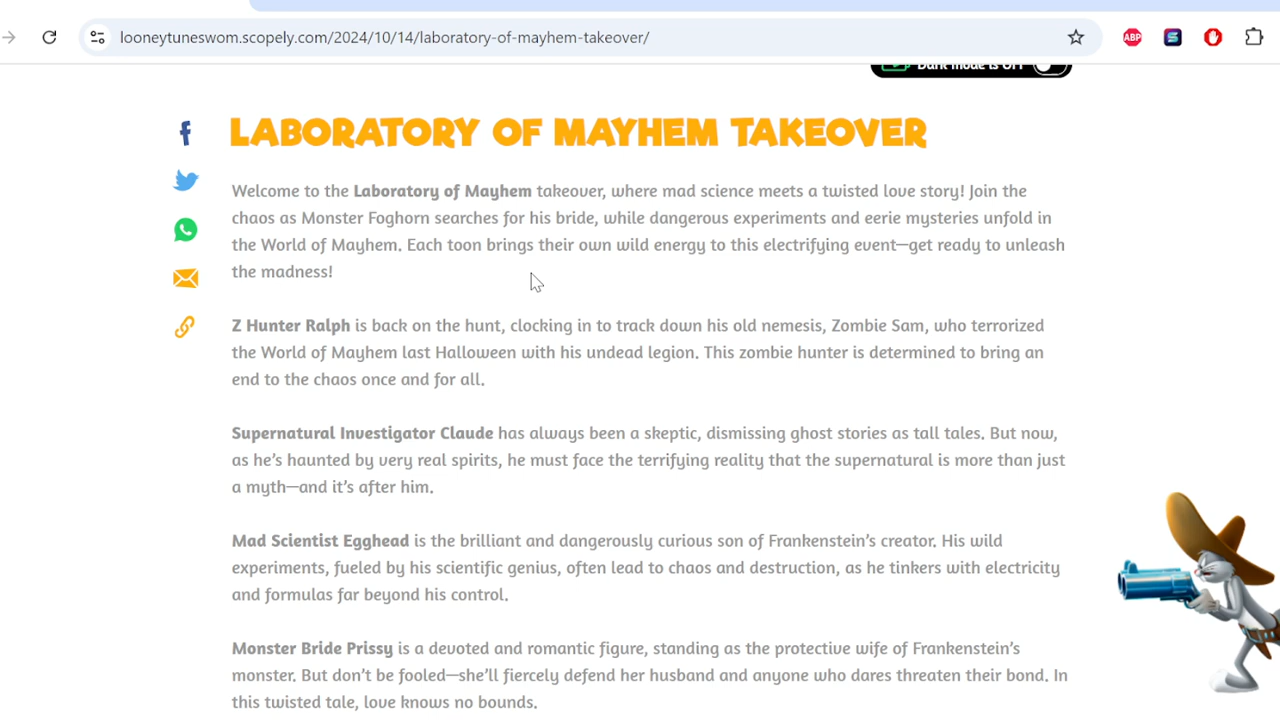 looneytuneswom.scopely.com/2024/10/14/laboratory-of-mayhem-takeover/
ABP
S
Dark mode is Off
LABORATORY OF MAYHEM TAKEOVER
Welcome to the Laboratory of Mayhem takeover, where mad science meets a twisted love story! Join the
chaos as Monster Foghorn searches for his bride, while dangerous experiments and eerie mysteries unfold in
the World of Mayhem. Each toon brings their own wild energy to this electrifying event—get ready to unleash
the madness!
Z Hunter Ralph is back on the hunt, clocking in to track down his old nemesis, Zombie Sam, who terrorized
the World of Mayhem last Halloween with his undead legion. This zombie hunter is determined to bring an
end to the chaos once and for all.
Supernatural Investigator Claude has always been a skeptic, dismissing ghost stories as tall tales. But now,
as he’s haunted by very real spirits, he must face the terrifying reality that the supernatural is more than just
a myth—and it’s after him.
Mad Scientist Egghead is the brilliant and dangerously curious son of Frankenstein’s creator. His wild
experiments, fueled by his scientific genius, often lead to chaos and destruction, as he tinkers with electricity
and formulas far beyond his control.
Monster Bride Prissy is a devoted and romantic figure, standing as the protective wife of Frankenstein’s
monster. But don’t be fooled—she’ll fiercely defend her husband and anyone who dares threaten their bond. In
this twisted tale, love knows no bounds.